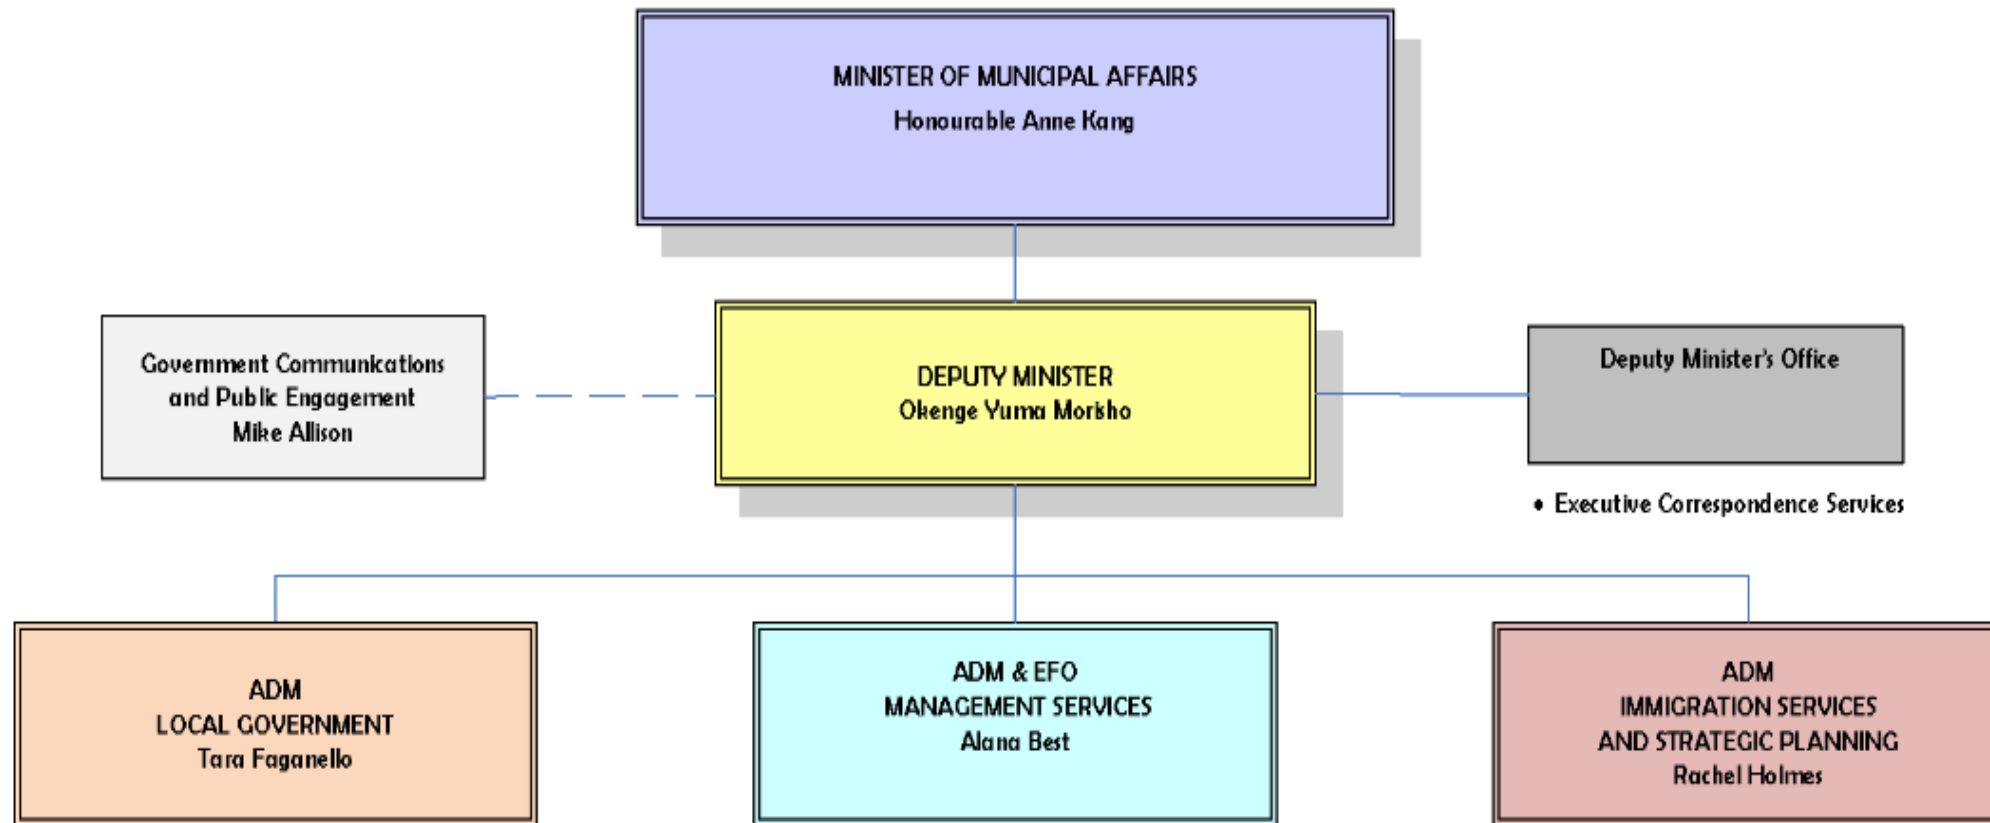 MINISTER OF MUNICIPAL AFFAIRS
Honourable Anne Kang
Government Communications
and Public Engagement
Mike Allison
DEPUTY MINISTER
Okenge Yuma Morisho
Deputy Minister's Office
• Executive Correspondence Services
ADM
LOCAL GOVERNMENT
Tara Faganello
ADM & EFO
MANAGEMENT SERVICES
Alana Best
ADM
IMMIGRATION SERVICES
AND STRATEGIC PLANNING
Rachel Holmes